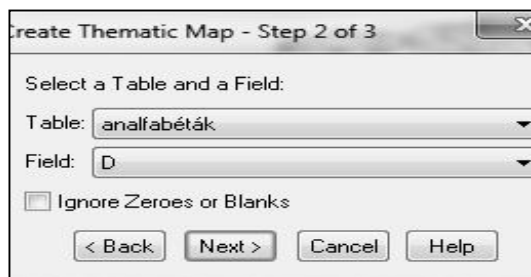 Create Thematic Map - Step 2 of 3
Select a Table and a Field:
Table: analfabéták
Field: D
Ignore Zeroes or Blanks
< Back Next > Cancel Help